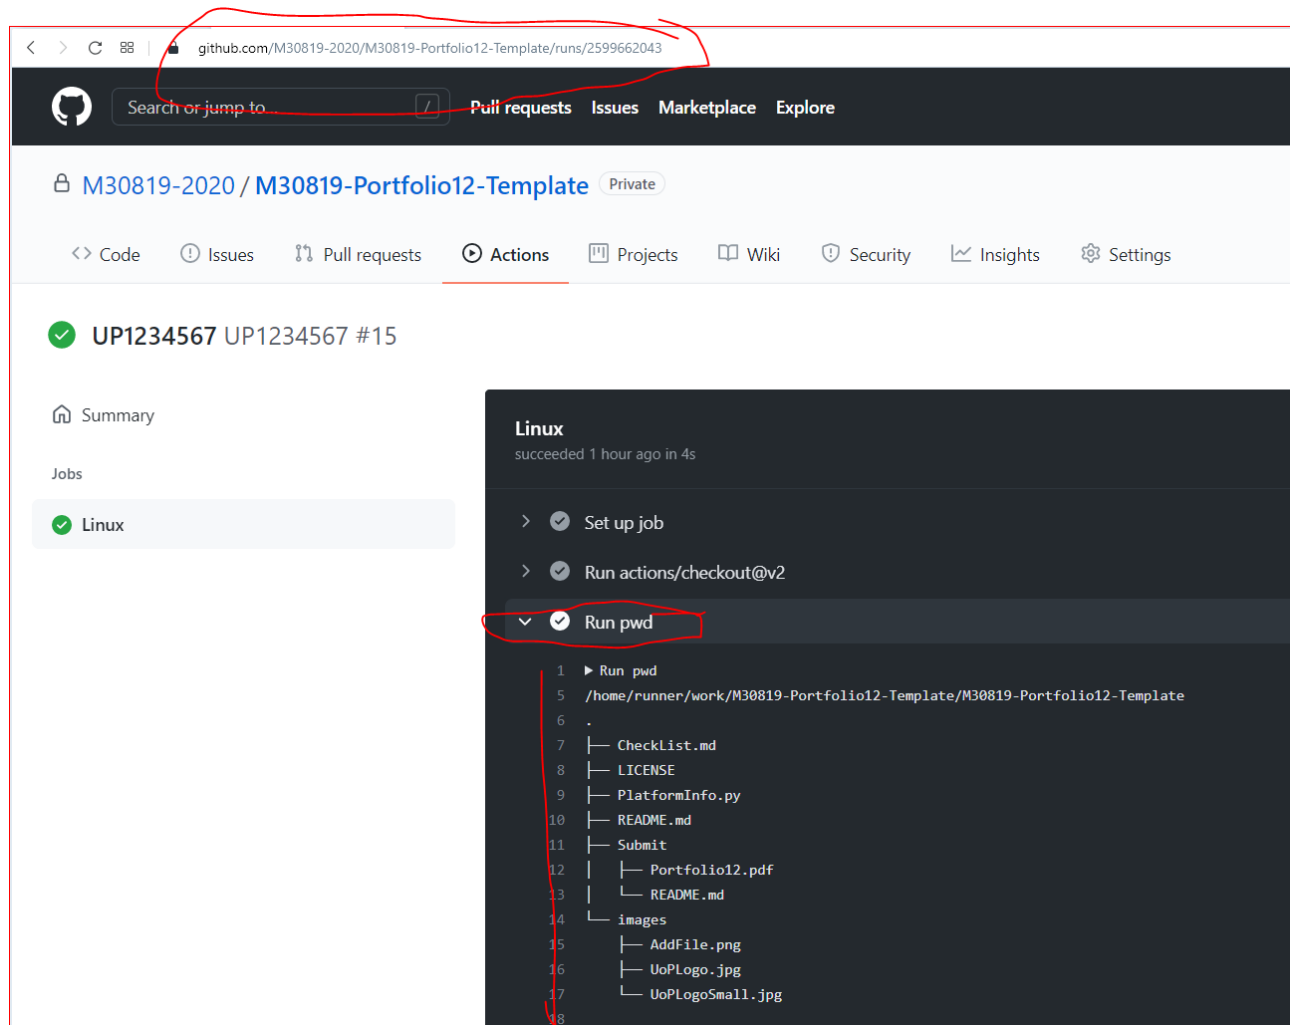 github.com/M30819-2020/M30819-Portfolio12-Template/runs/2599662043
Search or jump to... / Pull requests Issues Marketplace Explore
M30819-2020 / M30819-Portfolio12-Template Private
<> Code Issues Pull requests Actions Projects Wiki Security Insights Settings
UP1234567 UP1234567 #15
Summary
Jobs
Linux
Linux
succeeded 1 hour ago in 4s
Set up job
Run actions/checkout@v2
Run pwd
1 ▶ Run pwd
5 /home/runner/work/M30819-Portfolio12-Template/M30819-Portfolio12-Template
6 .
7 ├── CheckList.md
8 ├── LICENSE
9 ├── PlatformInfo.py
10 ├── README.md
11 ├── Submit
12 │   ├── Portfolio12.pdf
13 │   └── README.md
14 └── images
15     ├── AddFile.png
16     ├── UoPLogo.jpg
17     └── UoPLogoSmall.jpg
18